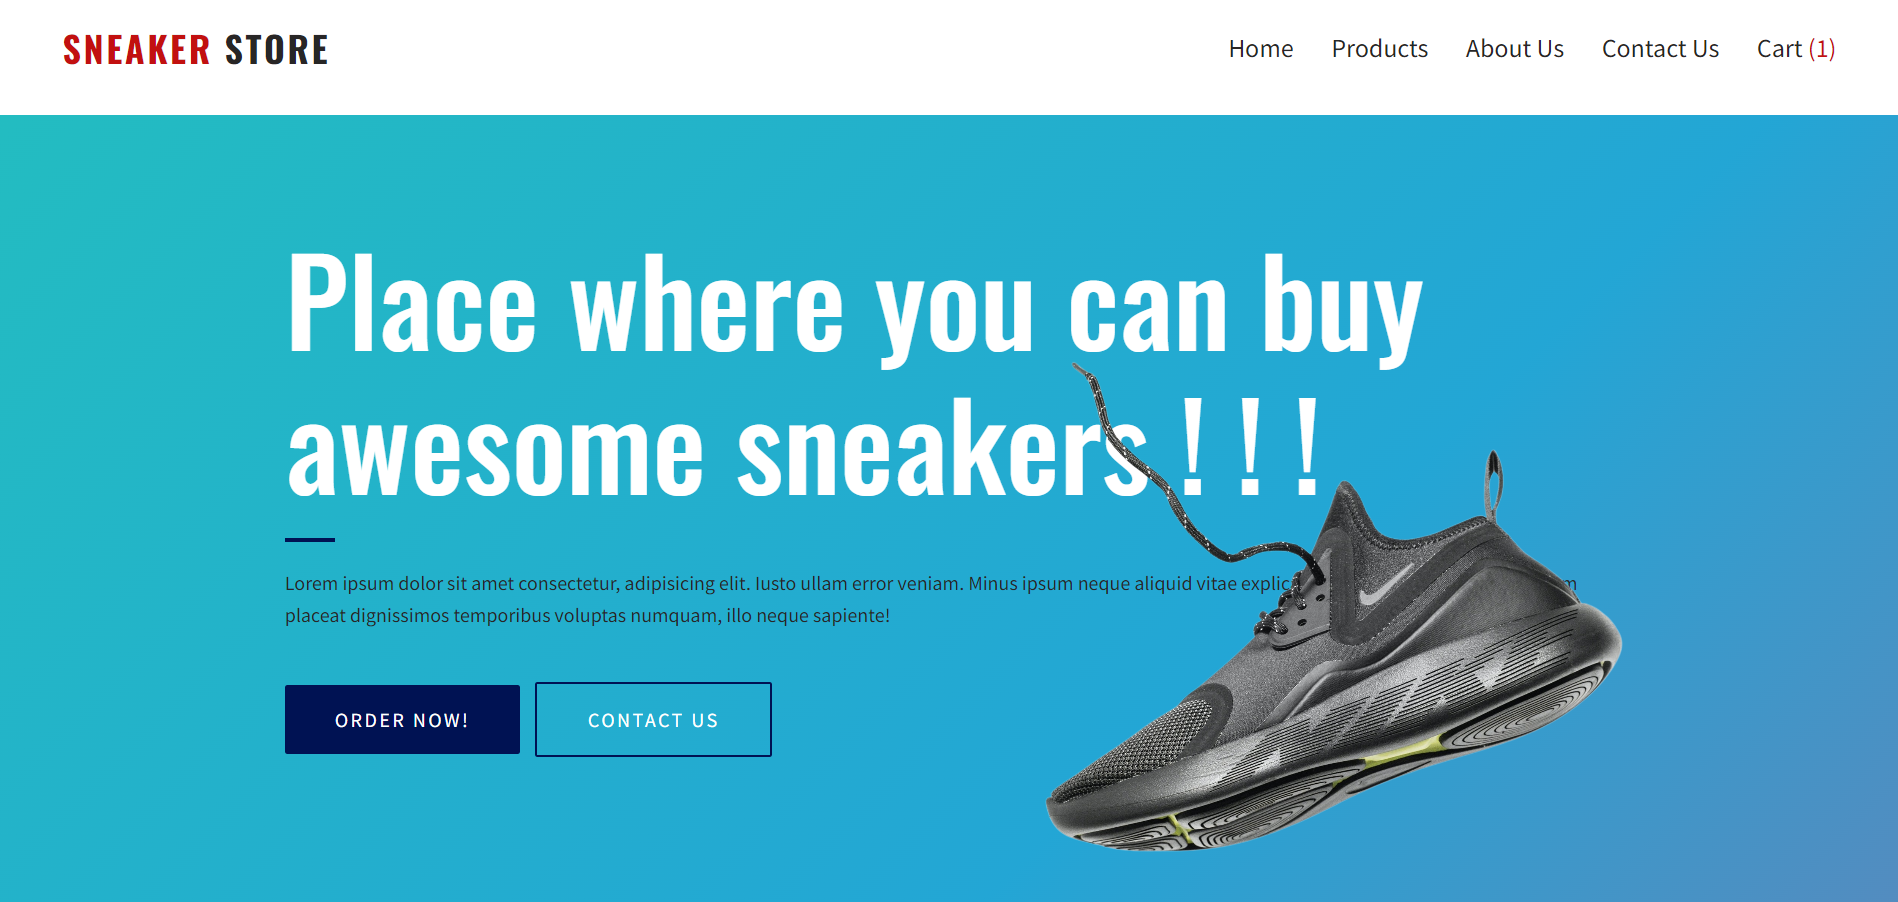 SNEAKER STORE
Home Products About Us Contact Us Cart (1)
Place where you can buy
awesome sneakers ! ! !
Lorem ipsum dolor sit amet consectetur, adipisicing elit. Iusto ullam error veniam. Minus ipsum neque aliquid vitae
placeat dignissimos temporibus voluptas numquam, illo neque sapiente!
ORDER NOW!
CONTACT US